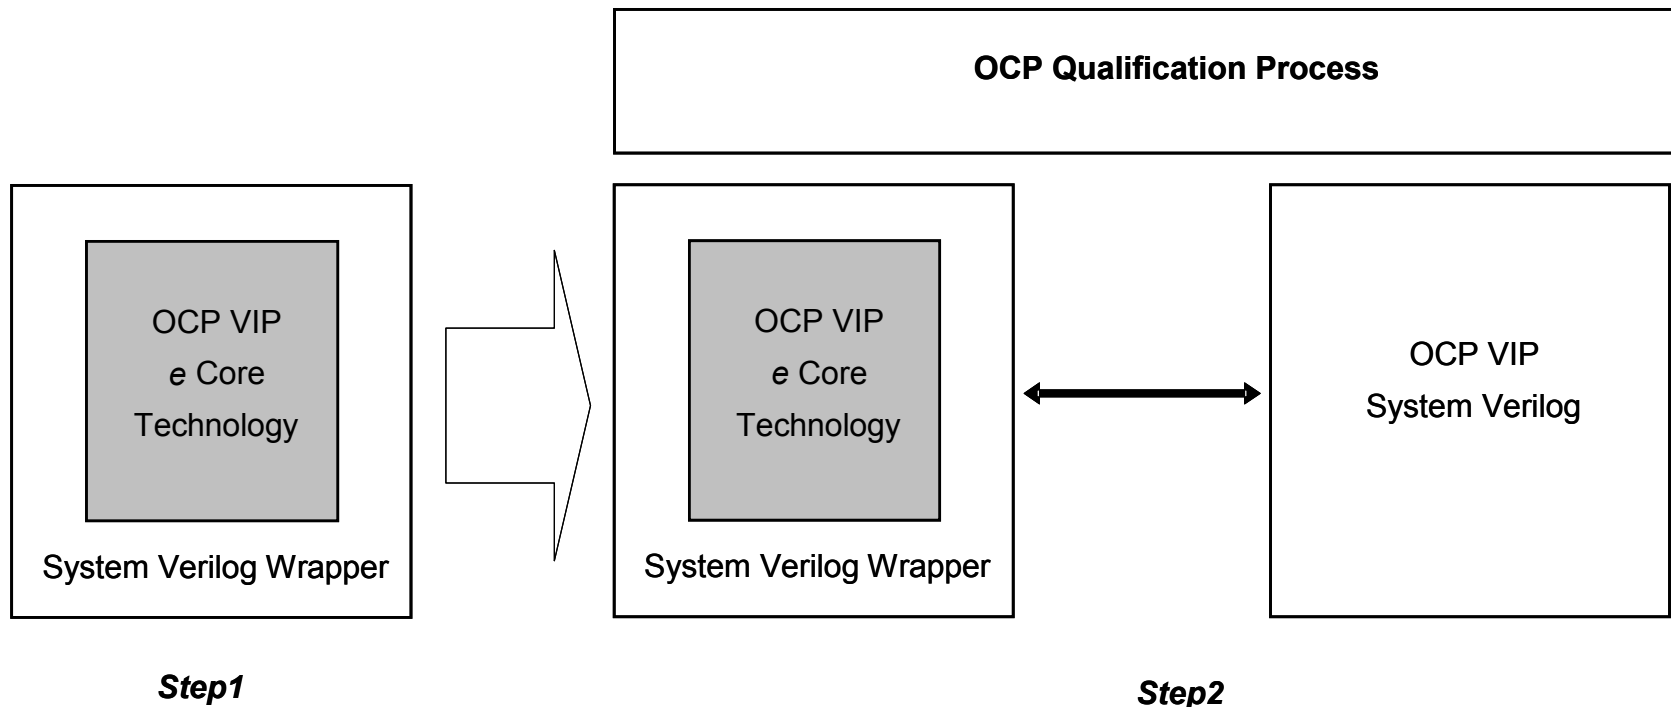 OCP Qualification Process
OCP VIP
e Core
Technology
System Verilog Wrapper
OCP VIP
e Core
Technology
System Verilog Wrapper
OCP VIP
System Verilog
Step1
Step2